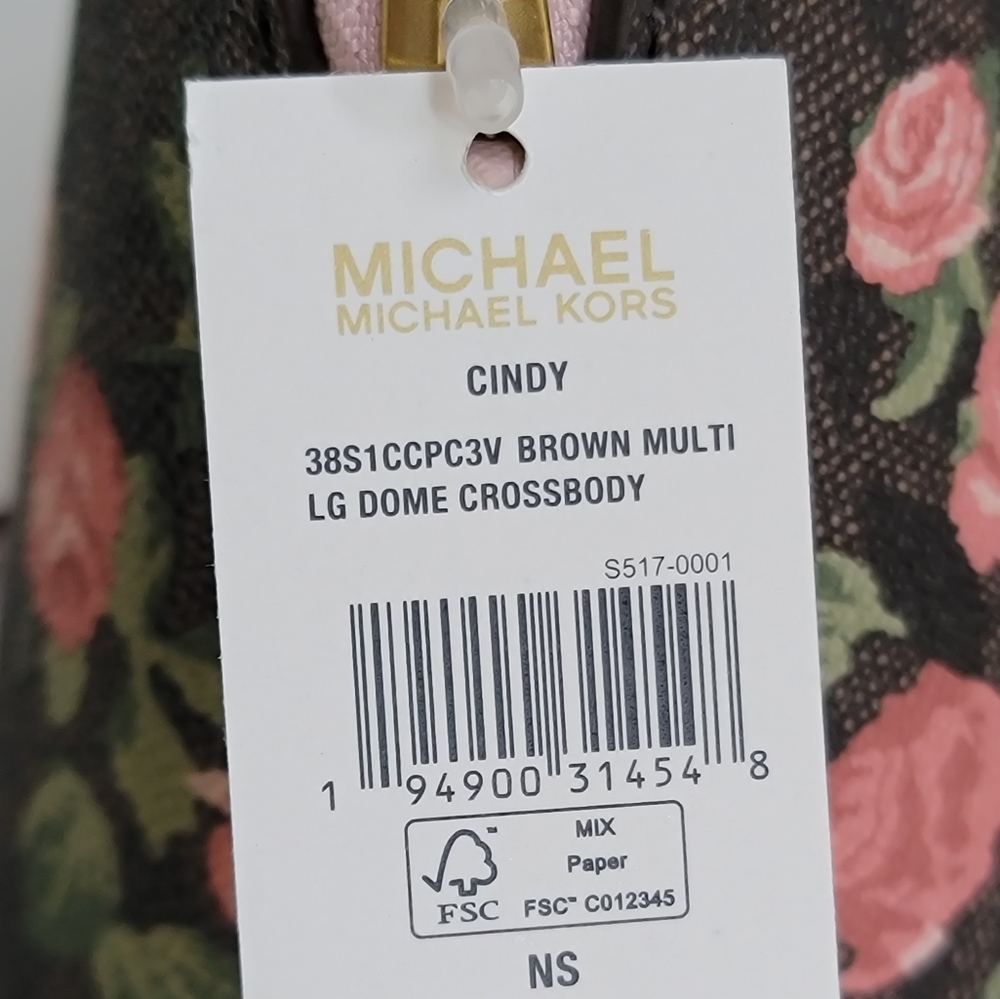 MICHAEL
MICHAEL KORS
CINDY
38S1CCPC3V BROWN MULTI
LG DOME CROSSBODY
S517-0001
1 94900 31454 8
MIX
Paper
FSC™ C012345
FSC
NS